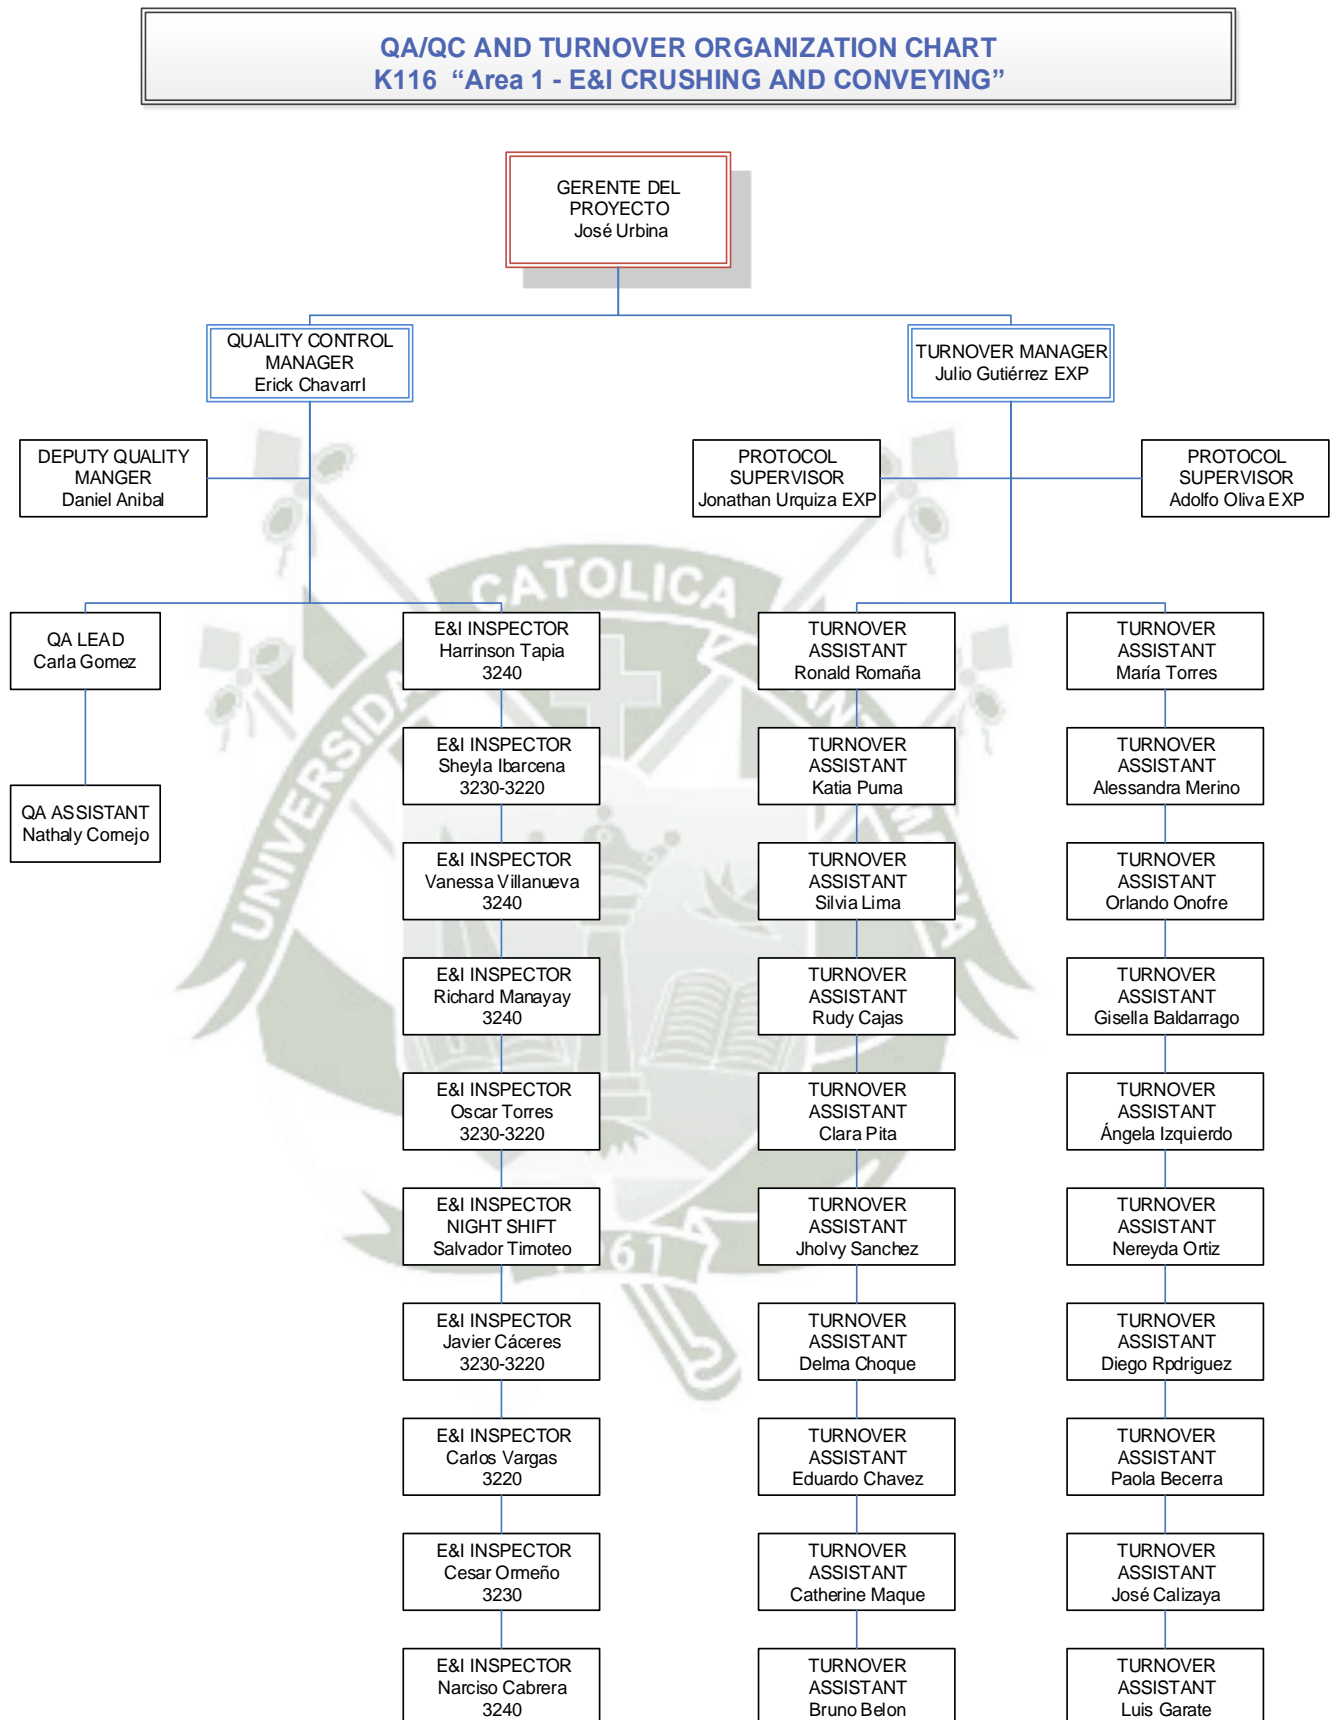 QA/QC AND TURNOVER ORGANIZATION CHART
K116 “Area 1 - E&I CRUSHING AND CONVEYING”
GERENTE DEL
PROYECTO
José Urbina
QUALITY CONTROL
MANAGER
Erick ChavarrI
TURNOVER MANAGER
Julio Gutiérrez EXP
DEPUTY QUALITY
MANGER
Daniel Anibal
PROTOCOL
SUPERVISOR
Jonathan Urquiza EXP
PROTOCOL
SUPERVISOR
Adolfo Oliva EXP
QA LEAD
Carla Gomez
QA ASSISTANT
Nathaly Cornejo
E&I INSPECTOR
Harrinson Tapia
3240
E&I INSPECTOR
Sheyla Ibarcena
3230-3220
E&I INSPECTOR
Vanessa Villanueva
3240
E&I INSPECTOR
Richard Manayay
3240
E&I INSPECTOR
Oscar Torres
3230-3220
E&I INSPECTOR
NIGHT SHIFT
Salvador Timoteo
E&I INSPECTOR
Javier Cáceres
3230-3220
E&I INSPECTOR
Carlos Vargas
3220
E&I INSPECTOR
Cesar Ormeño
3230
E&I INSPECTOR
Narciso Cabrera
3240
TURNOVER
ASSISTANT
Ronald Romaña
TURNOVER
ASSISTANT
Katia Puma
TURNOVER
ASSISTANT
Silvia Lima
TURNOVER
ASSISTANT
Rudy Cajas
TURNOVER
ASSISTANT
Clara Pita
TURNOVER
ASSISTANT
Jholvy Sanchez
TURNOVER
ASSISTANT
Delma Choque
TURNOVER
ASSISTANT
Eduardo Chavez
TURNOVER
ASSISTANT
Catherine Maque
TURNOVER
ASSISTANT
Bruno Belon
TURNOVER
ASSISTANT
María Torres
TURNOVER
ASSISTANT
Alessandra Merino
TURNOVER
ASSISTANT
Orlando Onofre
TURNOVER
ASSISTANT
Gisella Baldarrago
TURNOVER
ASSISTANT
Ángela Izquierdo
TURNOVER
ASSISTANT
Nereyda Ortiz
TURNOVER
ASSISTANT
Diego Rpdriguez
TURNOVER
ASSISTANT
Paola Becerra
TURNOVER
ASSISTANT
José Calizaya
TURNOVER
ASSISTANT
Luis Garate
CATOLICA